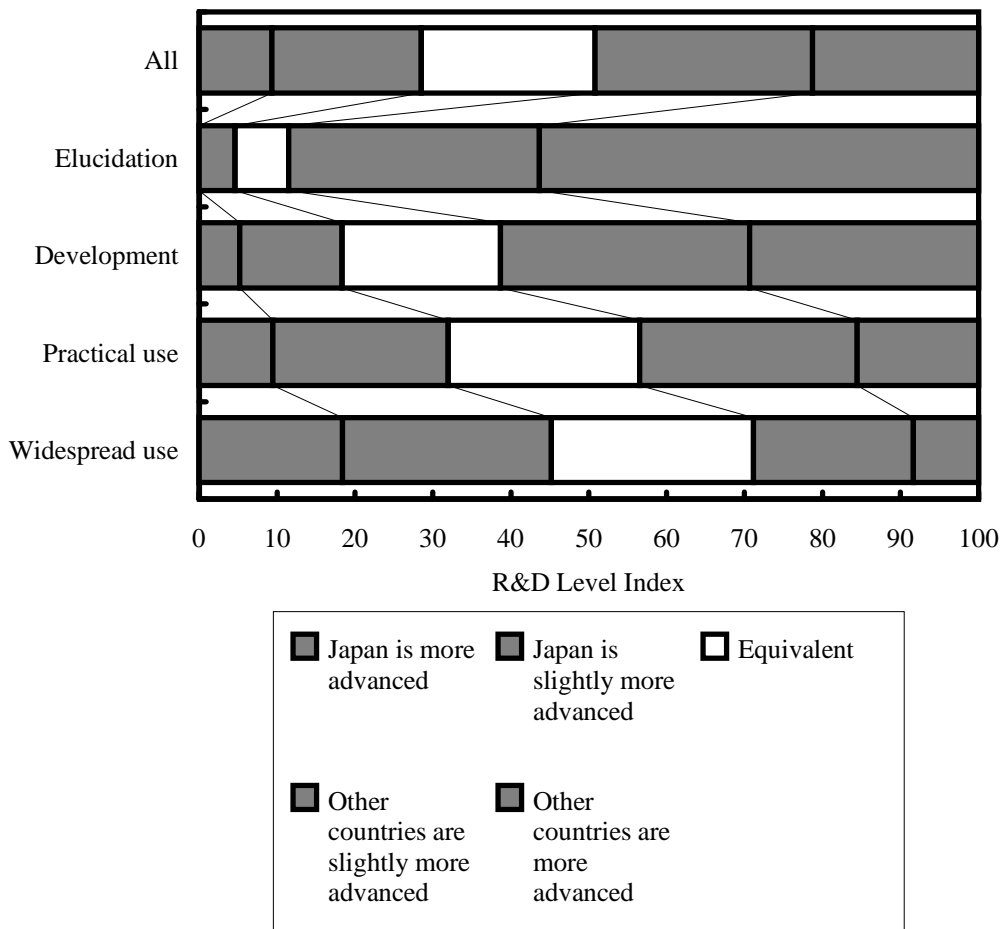 All
Elucidation
Development
Practical use
Widespread use
0 10 20 30 40 50 60 70 80 90 100
R&D Level Index
Japan is more
advanced
Japan is
slightly more
advanced
Equivalent
Other
countries are
slightly more
advanced
Other
countries are
more
advanced